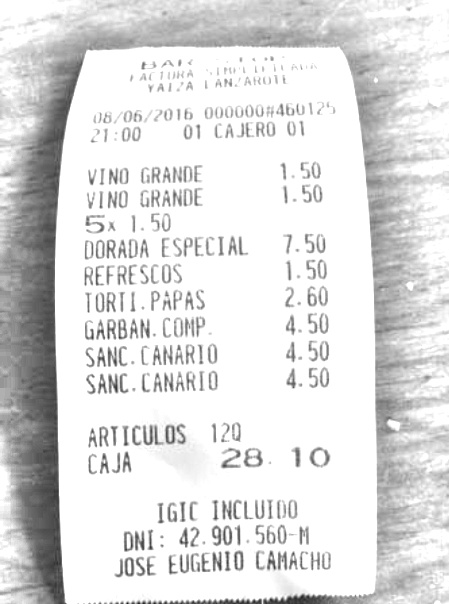 BAR STOP
FACTURA SIMPLIFICADA
YAIZA LANZAROTE
08/06/2016 000000#460125
21:00 01 CAJERO 01
VINO GRANDE 1.50
VINO GRANDE 1.50
5x 1.50
DORADA ESPECIAL 7.50
REFRESCOS 1.50
TORTI.PAPAS 2.60
GARBAN.COMP. 4.50
SANC.CANARIO 4.50
SANC.CANARIO 4.50
ARTICULOS 12Q
CAJA 28.10
IGIC INCLUIDO
DNI: 42.901.560-M
JOSE EUGENIO CAMACHO